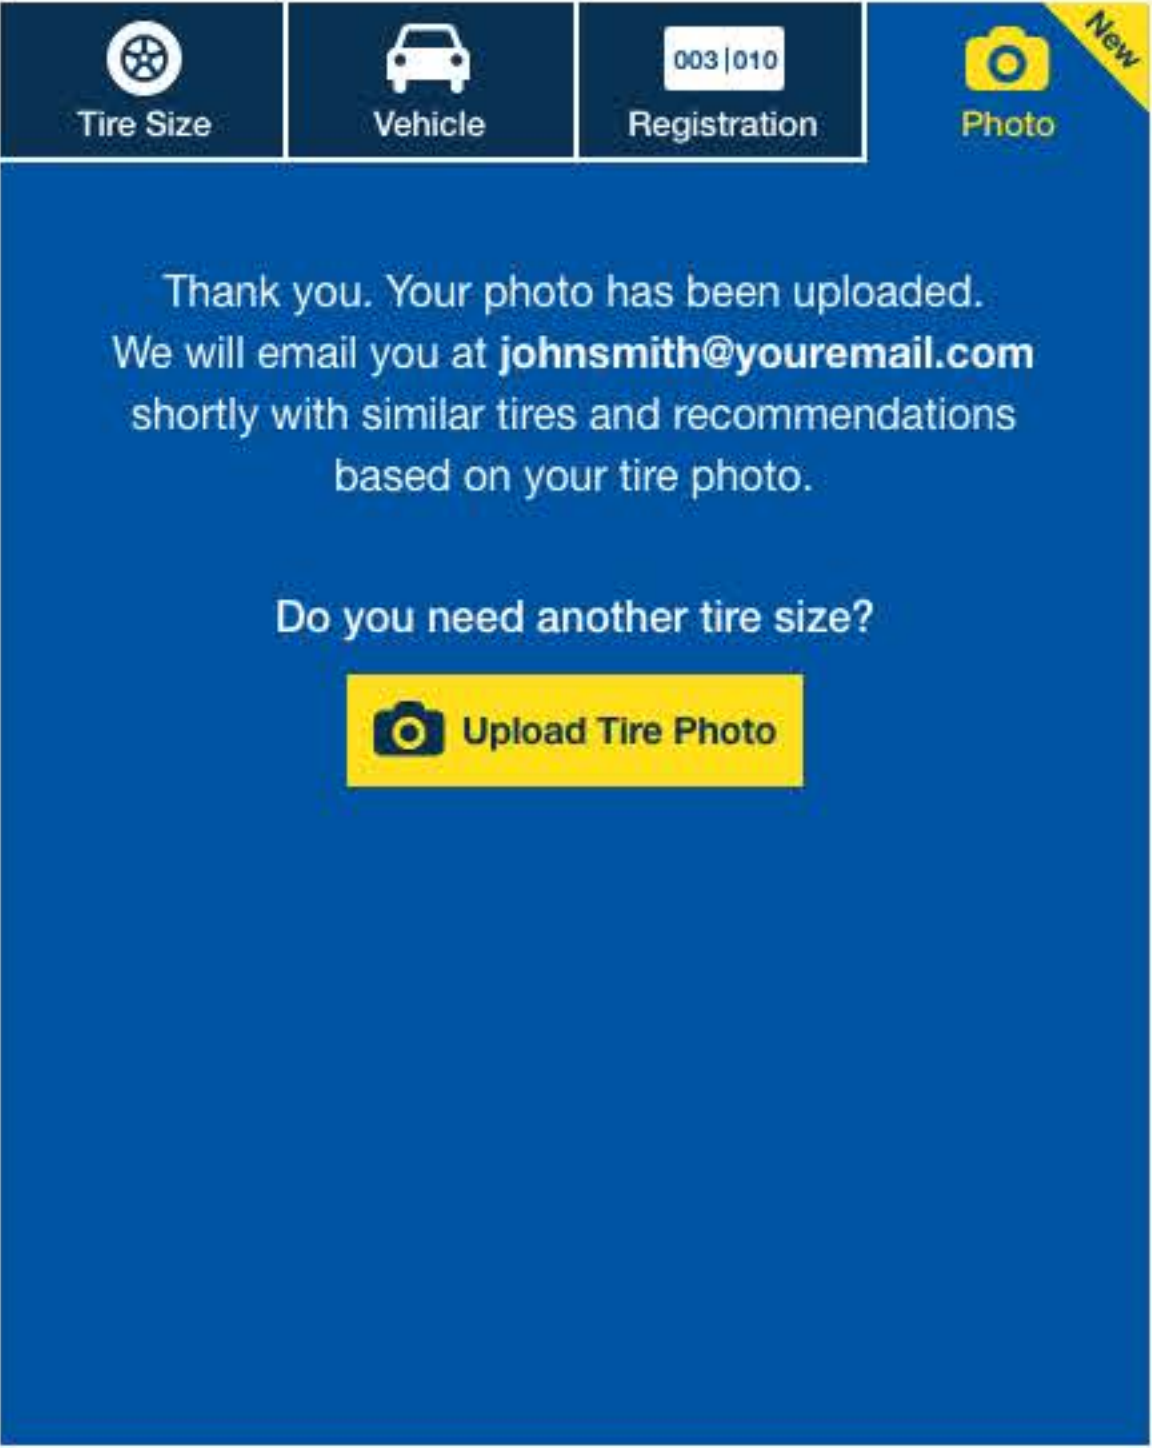 Tire Size
Vehicle
003|010
Registration
Photo
New
Thank you. Your photo has been uploaded.
We will email you at johnsmith@youremail.com
shortly with similar tires and recommendations
based on your tire photo.
Do you need another tire size?
Upload Tire Photo